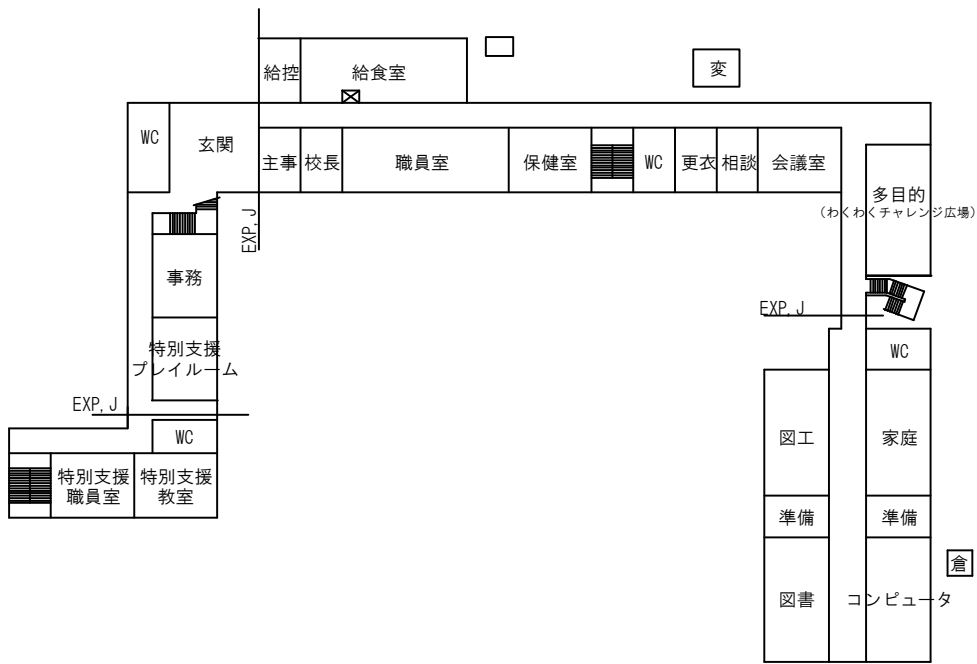 給控
給食室
変
WC
玄関
主事
校長
職員室
保健室
WC
更衣
相談
会議室
多目的
(わくわくチャレンジ広場)
EXP,J
事務
特別支援
プレイルーム
EXP,J
WC
EXP,J
WC
特別支援
職員室
特別支援
教室
図工
家庭
準備
準備
図書
コンピュータ
倉